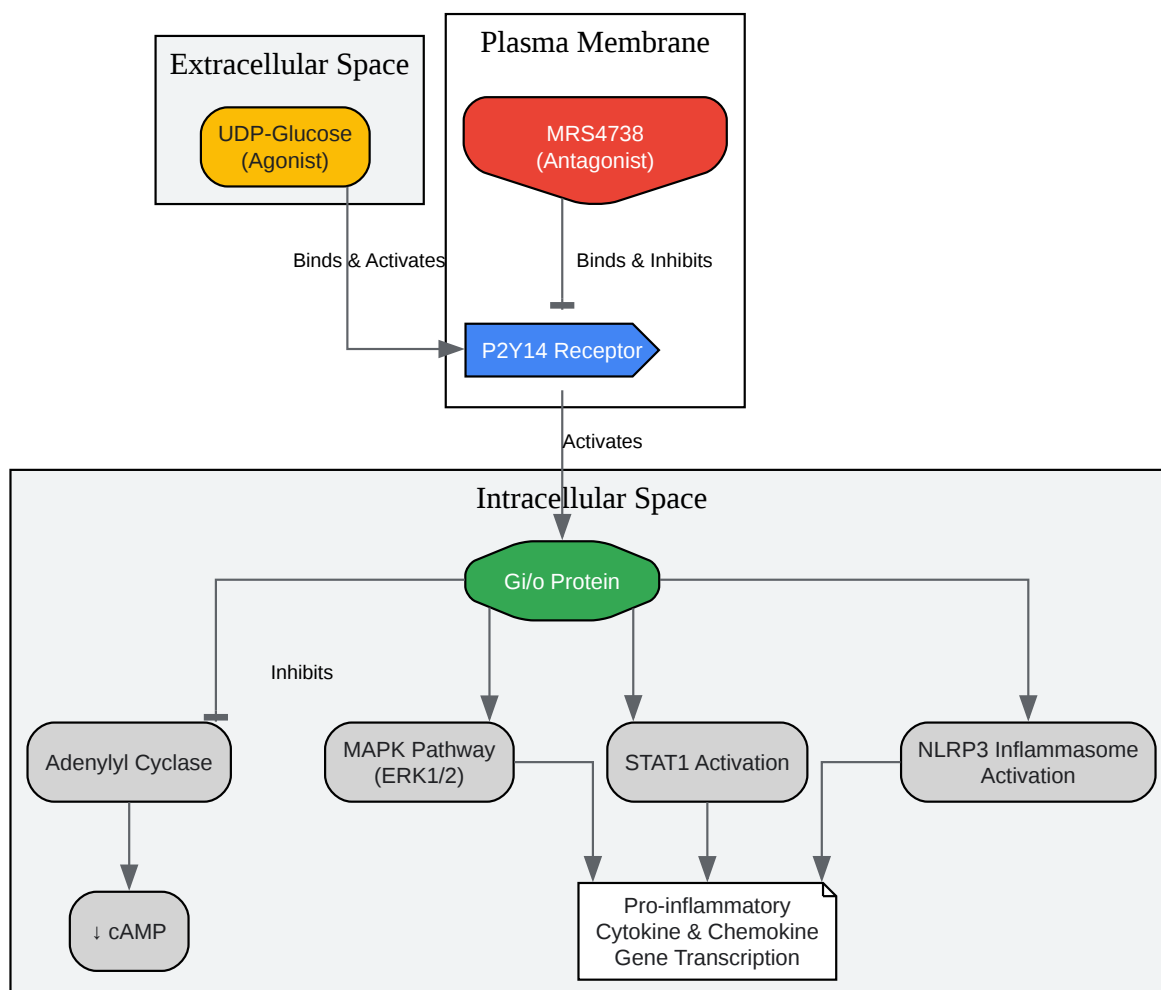 Extracellular Space
Plasma Membrane
UDP-Glucose
(Agonist)
MRS4738
(Antagonist)
Binds & Activates
Binds & Inhibits
P2Y14 Receptor
Activates
Intracellular Space
Gi/o Protein
Inhibits
Adenylyl Cyclase
MAPK Pathway
(ERK1/2)
STAT1 Activation
NLRP3 Inflammasome
Activation
↓ cAMP
Pro-inflammatory
Cytokine & Chemokine
Gene Transcription